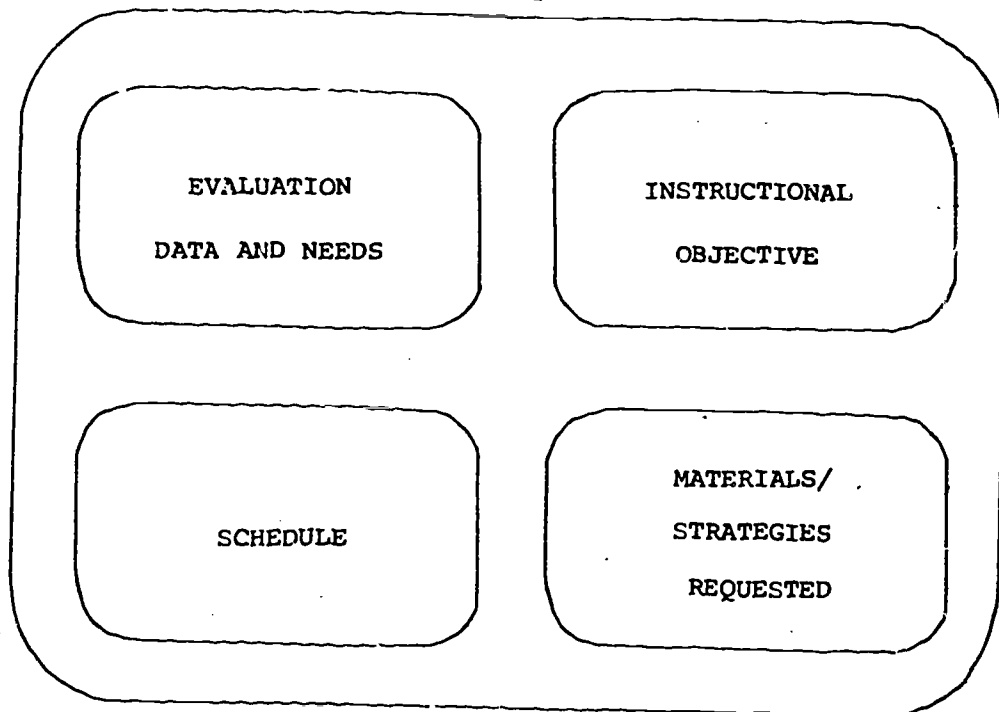 EVALUATION
DATA AND NEEDS
INSTRUCTIONAL
OBJECTIVE
SCHEDULE
MATERIALS/
STRATEGIES
REQUESTED